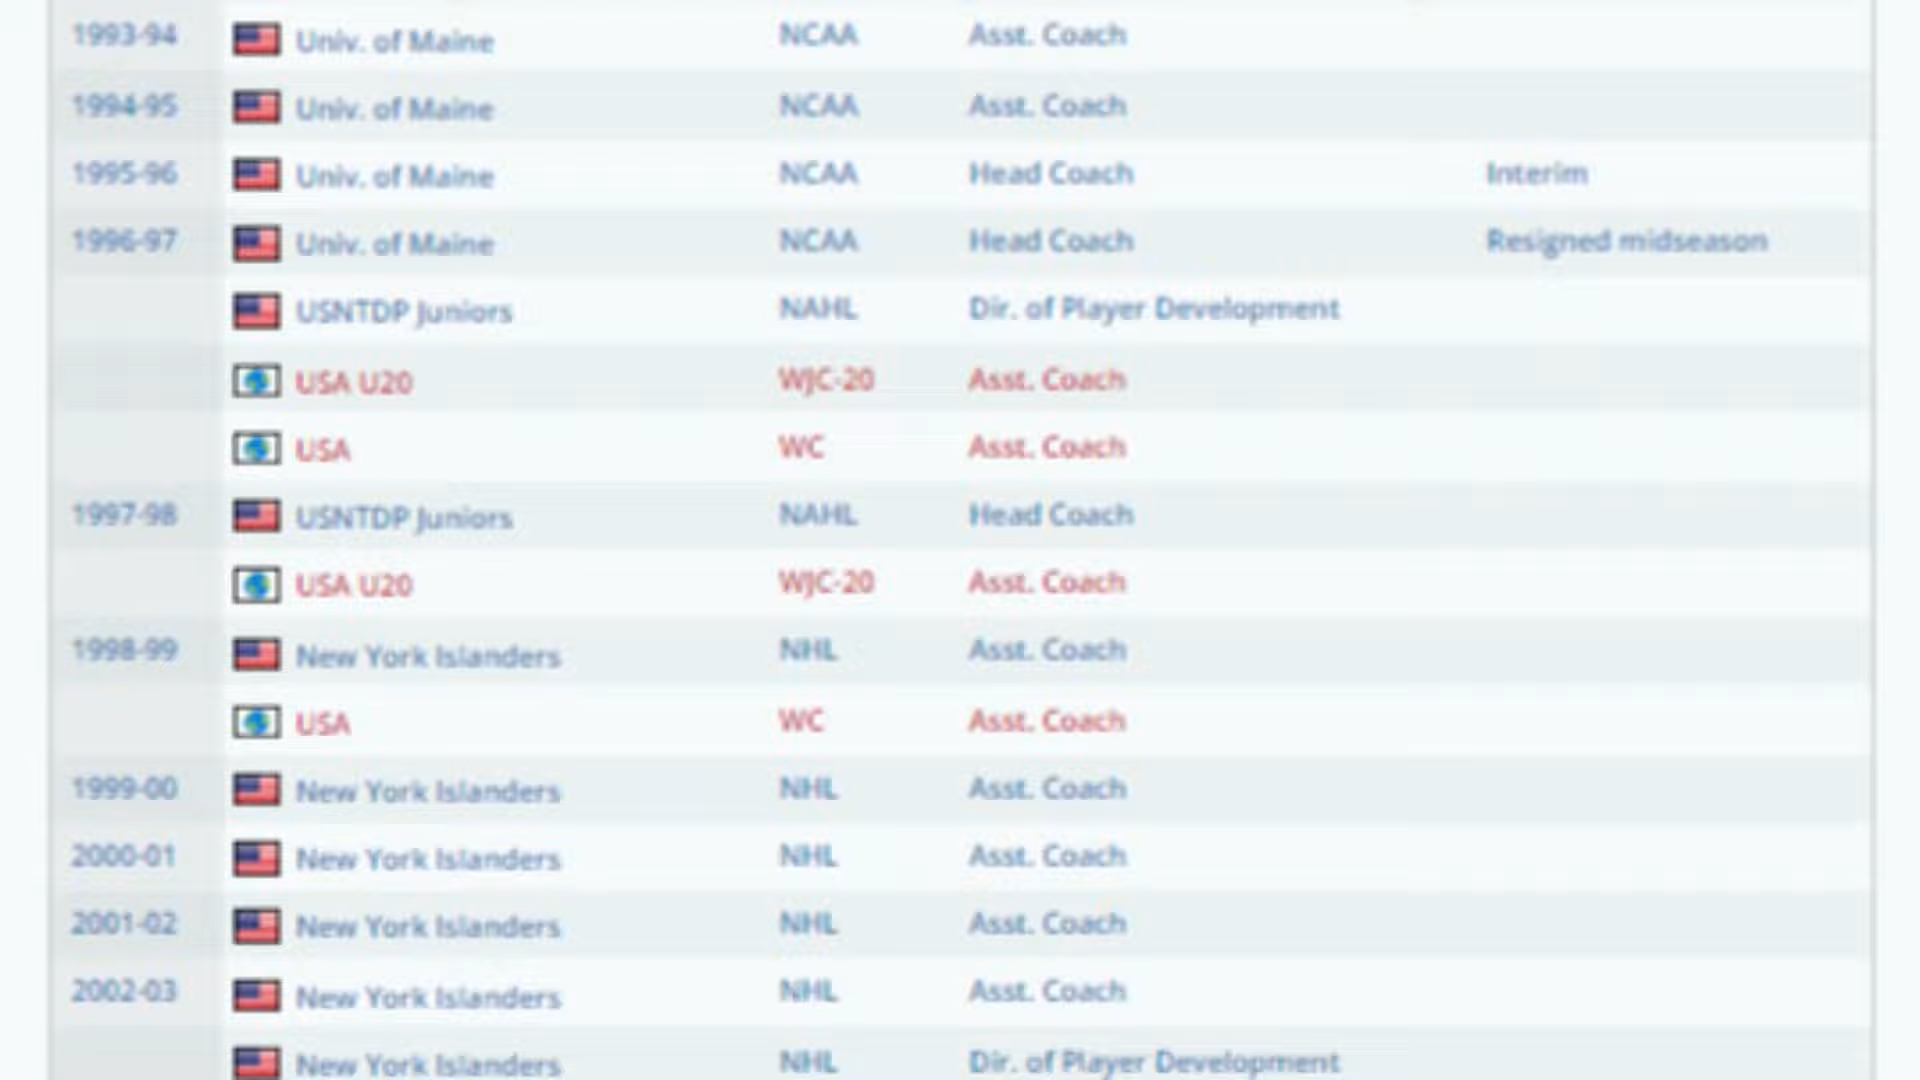 1993-94 Univ. of Maine NCAA Asst. Coach
1994-95 Univ. of Maine NCAA Asst. Coach
1995-96 Univ. of Maine NCAA Head Coach Interim
1996-97 Univ. of Maine NCAA Head Coach Resigned midseason
USNTDP Juniors NAHL Dir. of Player Development
USA U20 WJC-20 Asst. Coach
USA WC Asst. Coach
1997-98 USNTDP Juniors NAHL Head Coach
USA U20 WJC-20 Asst. Coach
1998-99 New York Islanders NHL Asst. Coach
USA WC Asst. Coach
1999-00 New York Islanders NHL Asst. Coach
2000-01 New York Islanders NHL Asst. Coach
2001-02 New York Islanders NHL Asst. Coach
2002-03 New York Islanders NHL Asst. Coach
New York Islanders NHL Dir. of Player Development